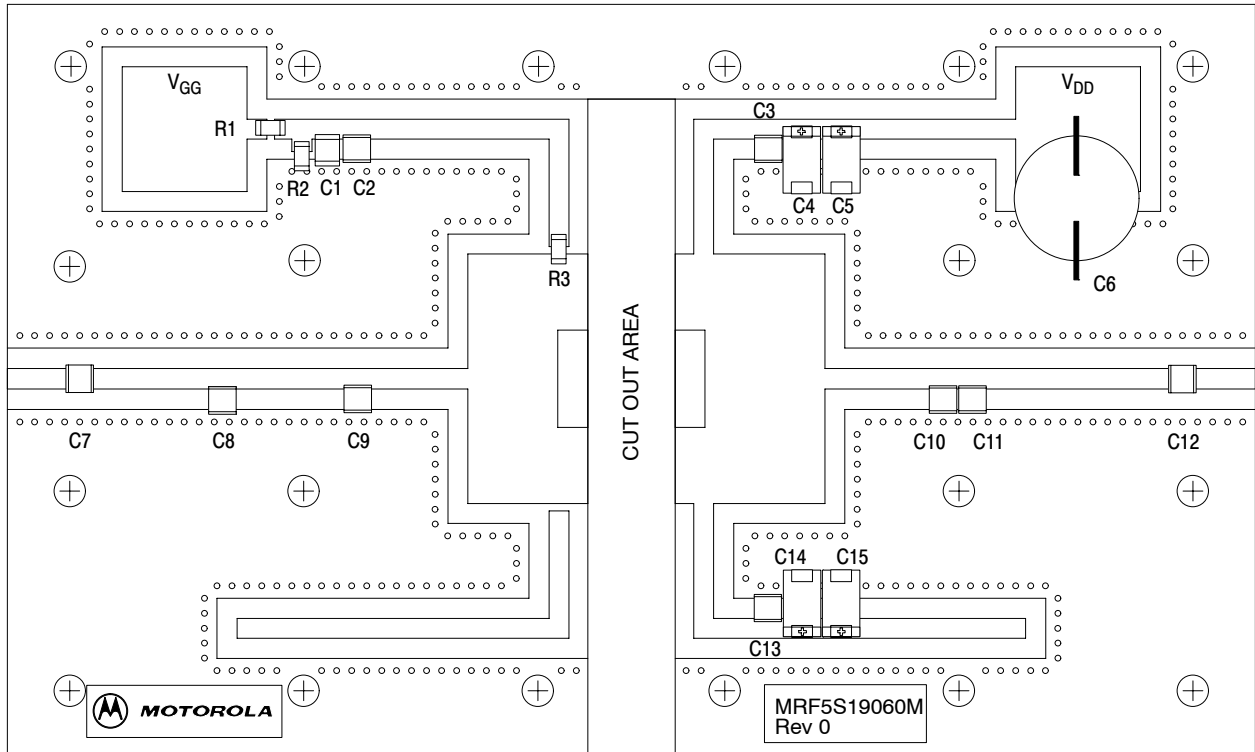 VGG
VDD
C3
R1
R2 C1 C2
C4 C5
R3
C6
CUT OUT AREA
C7
C8
C9
C10 C11
C12
C14 C15
C13
MOTOROLA
MRF5S19060M
Rev 0